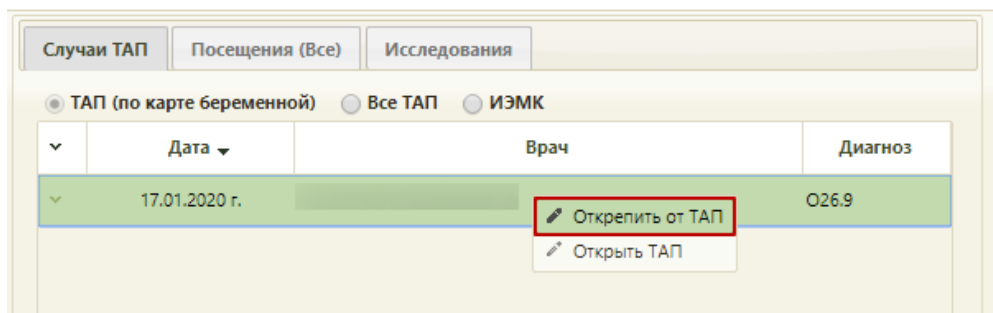 Случаи ТАП Посещения (Все) Исследования
ТАП (по карте беременной) Все ТАП ИЭМК
Дата Врач Диагноз
17.01.2020 г. O26.9
Открепить от ТАП
Открыть ТАП